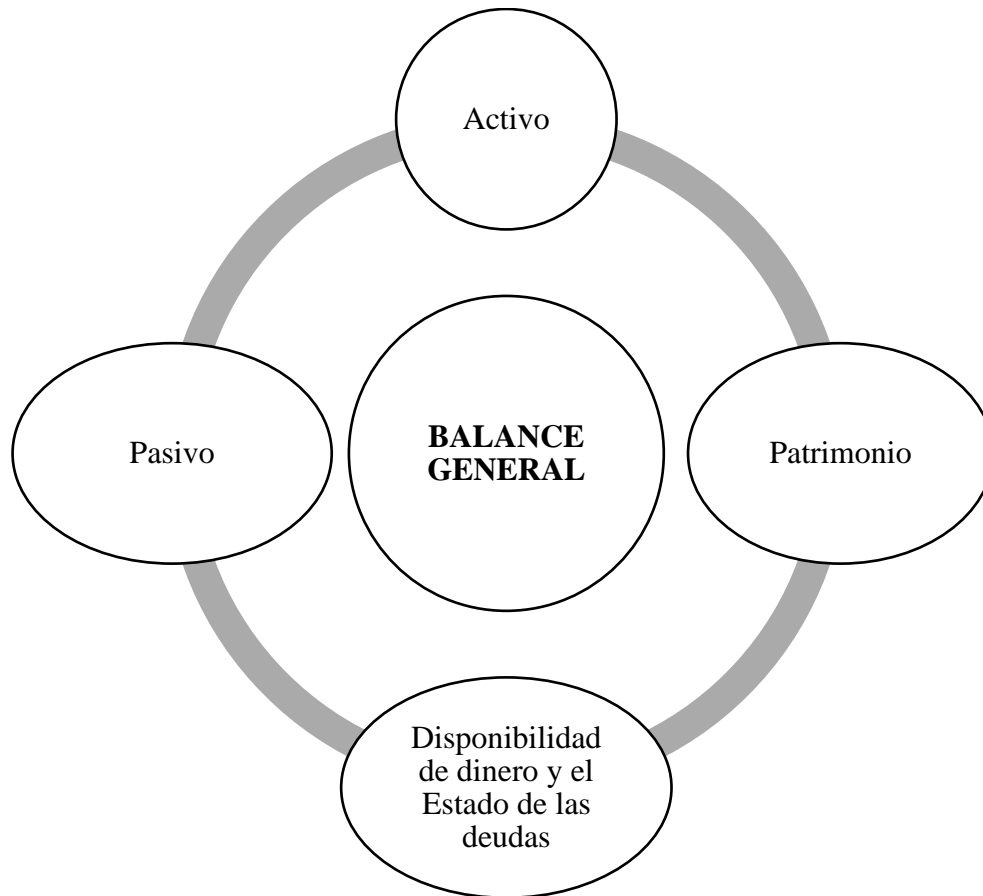 Activo
Pasivo
BALANCE
GENERAL
Patrimonio
Disponibilidad
de dinero y el
Estado de las
deudas